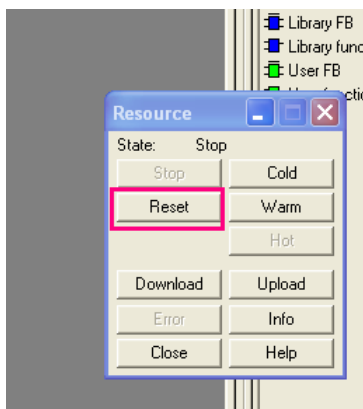 Library FB
Library func
User FB
Resource
State: Stop
Stop Cold
Reset Warm
Hot
Download Upload
Error Info
Close Help